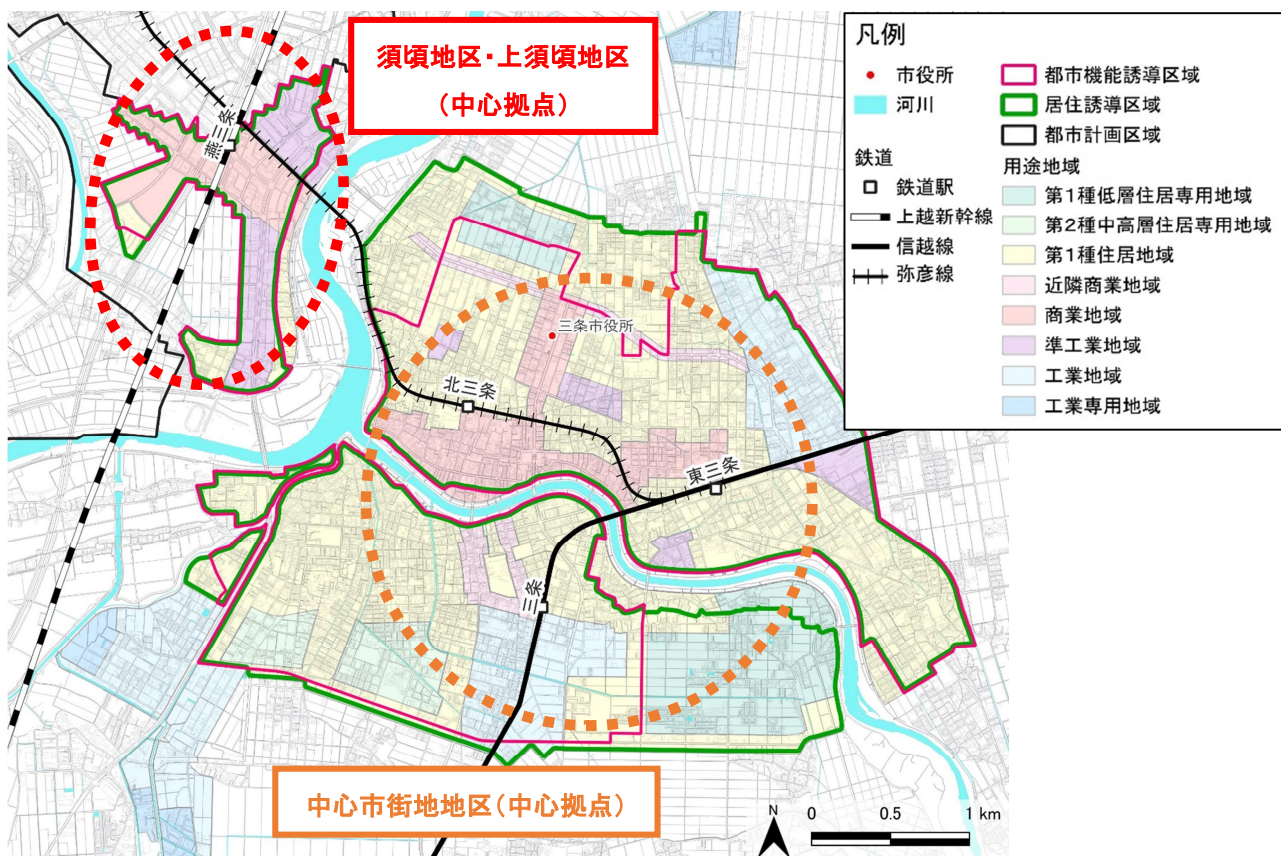 須頃地区・上須頃地区
（中心拠点）
燕三条
三条市役所
北三条
東三条
三条
中心市街地地区（中心拠点）
凡例
市役所
河川
鉄道
鉄道駅
上越新幹線
信越線
弥彦線
都市機能誘導区域
居住誘導区域
都市計画区域
用途地域
第1種低層住居専用地域
第2種中高層住居専用地域
第1種住居地域
近隣商業地域
商業地域
準工業地域
工業地域
工業専用地域
N
0 0.5 1 km